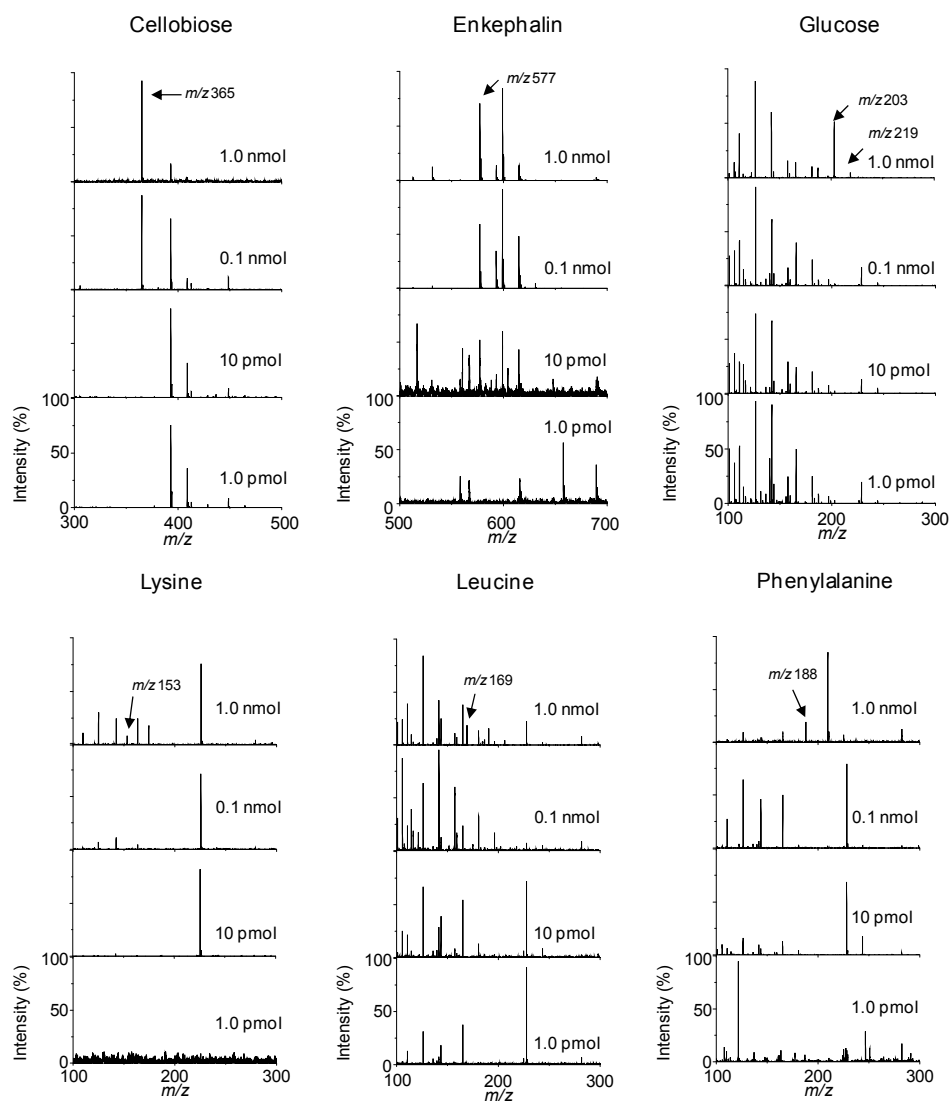 Cellobiose
Enkephalin
Glucose
m/z 365
1.0 nmol
0.1 nmol
10 pmol
1.0 pmol
100
50
0
Intensity (%)
300 400 500
m/z
m/z 577
1.0 nmol
0.1 nmol
10 pmol
1.0 pmol
100
50
0
Intensity (%)
500 600 700
m/z
m/z 203
m/z 219
1.0 nmol
0.1 nmol
10 pmol
1.0 pmol
100
50
0
Intensity (%)
100 200 300
m/z
Lysine
Leucine
Phenylalanine
m/z 153
1.0 nmol
0.1 nmol
10 pmol
1.0 pmol
100
50
0
Intensity (%)
100 200 300
m/z
m/z 169
1.0 nmol
0.1 nmol
10 pmol
1.0 pmol
100
50
0
Intensity (%)
100 200 300
m/z
m/z 188
1.0 nmol
0.1 nmol
10 pmol
1.0 pmol
100
50
0
Intensity (%)
100 200 300
m/z